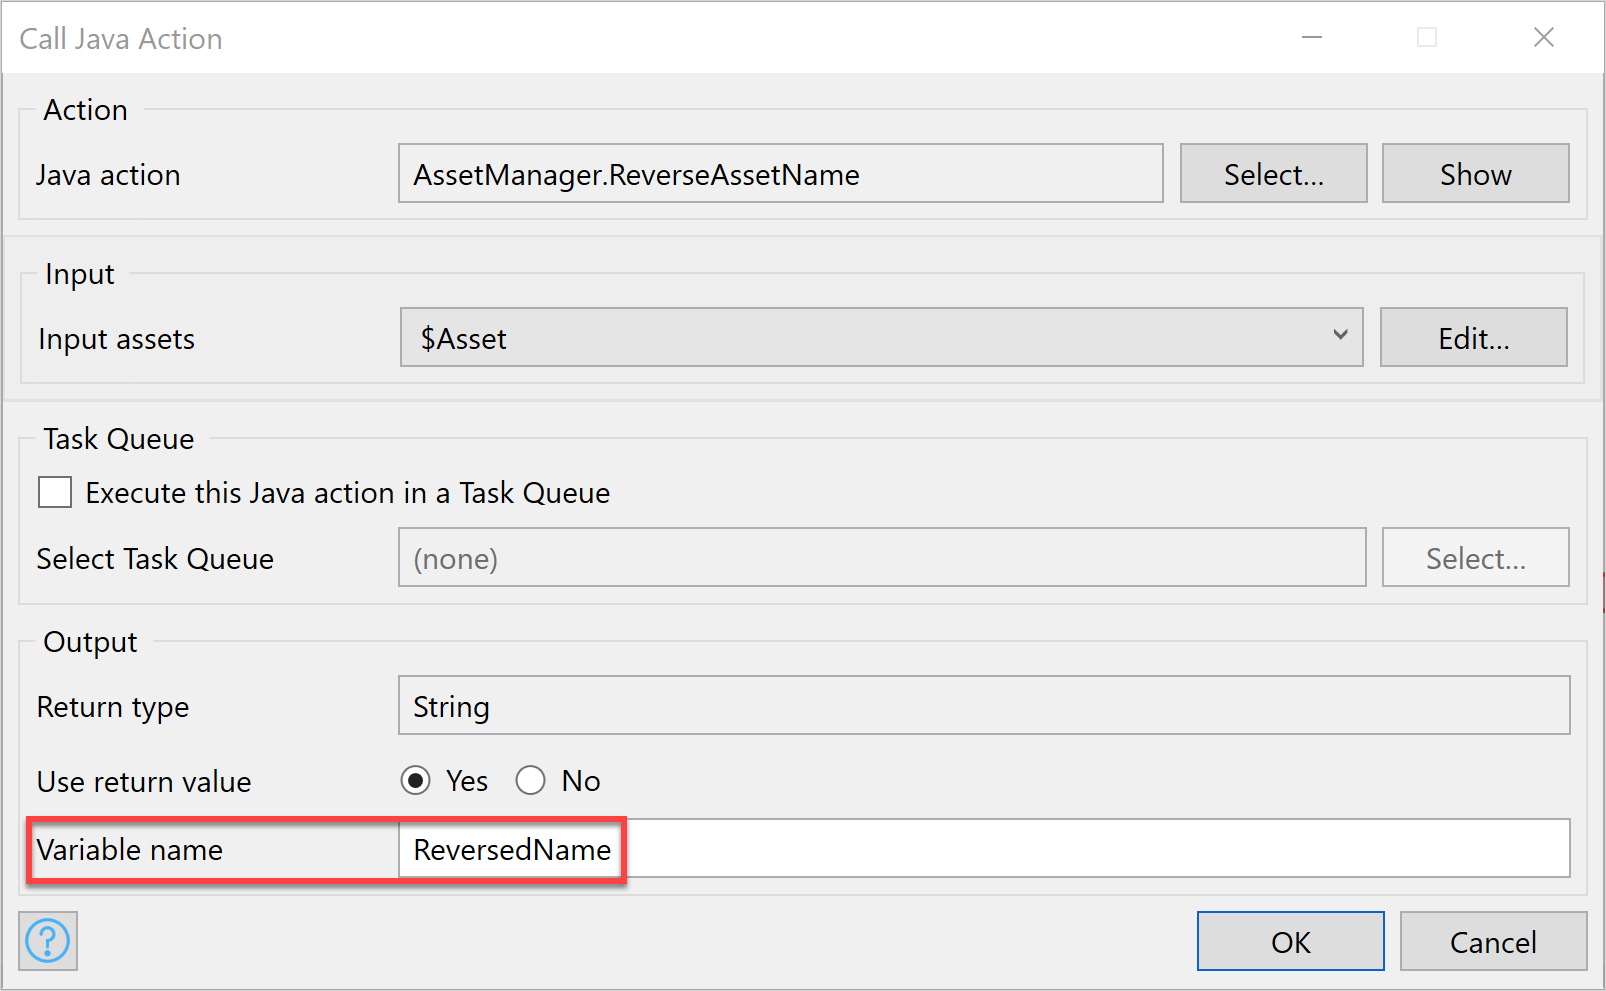 Call Java Action
Action
Java action AssetManager.ReverseAssetName Select... Show
Input
Input assets $Asset Edit...
Task Queue
Execute this Java action in a Task Queue
Select Task Queue (none) Select...
Output
Return type String
Use return value Yes No
Variable name ReversedName
? OK Cancel